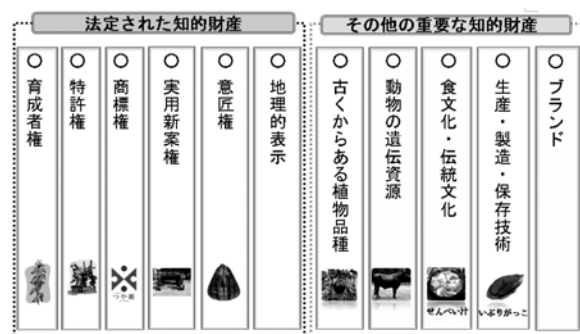 法定された知的財産
○育成者権
○特許権
○商標権
○実用新案権
○意匠権
○地理的表示
その他の重要な知的財産
○古くからある植物品種
○動物の遺伝資源
○食文化・伝統文化
○生産・製造・保存技術
○ブランド
つや姫
せんべい汁
いぶりがっこ